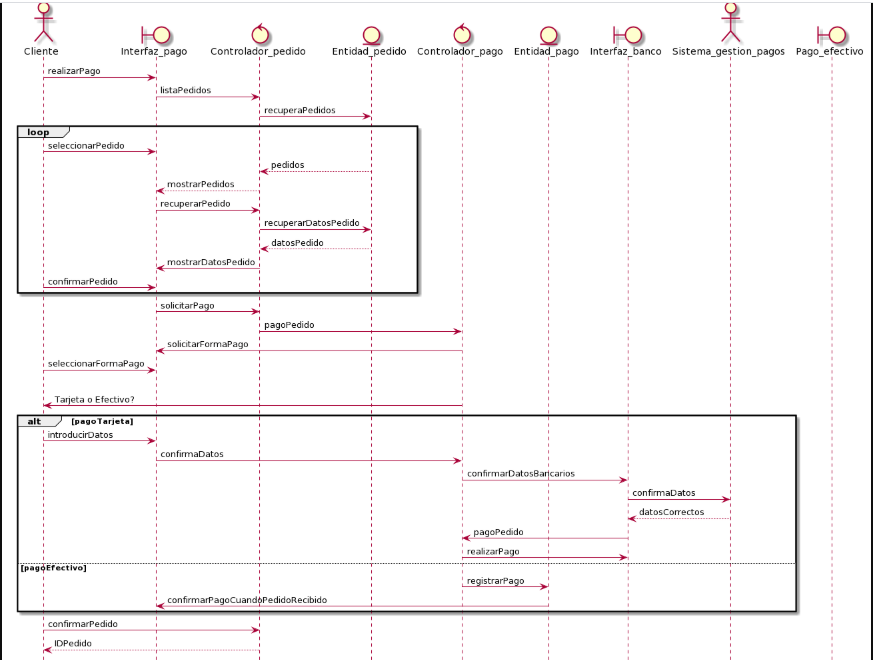 Cliente
Interfaz_pago
Controlador_pedido
Entidad_pedido
Controlador_pago
Entidad_pago
Interfaz_banco
Sistema_gestion_pagos
Pago_efectivo
realizarPago
listaPedidos
recuperaPedidos
loop
seleccionarPedido
pedidos
mostrarPedidos
recuperarPedido
recuperarDatosPedido
datosPedido
mostrarDatosPedido
confirmarPedido
solicitarPago
pagoPedido
solicitarFormaPago
seleccionarFormaPago
Tarjeta o Efectivo?
alt [pagoTarjeta]
introducirDatos
confirmaDatos
confirmarDatosBancarios
confirmaDatos
datosCorrectos
pagoPedido
realizarPago
[pagoEfectivo]
registrarPago
confirmarPagoCuandoPedidoRecibido
confirmarPedido
IDPedido